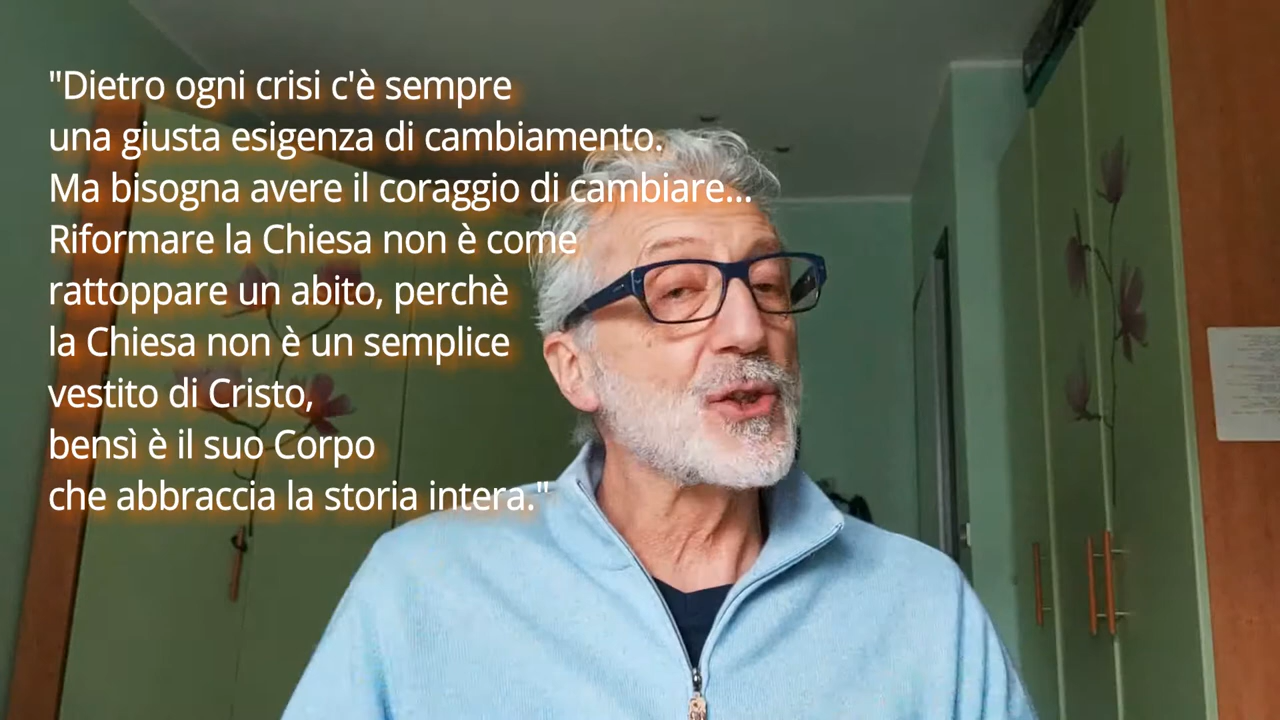 "Dietro ogni crisi c'è sempre
una giusta esigenza di cambiamento.
Ma bisogna avere il coraggio di cambiare...
Riformare la Chiesa non è come
rattoppare un abito, perchè
la Chiesa non è un semplice
vestito di Cristo,
bensì è il suo Corpo
che abbraccia la storia intera."